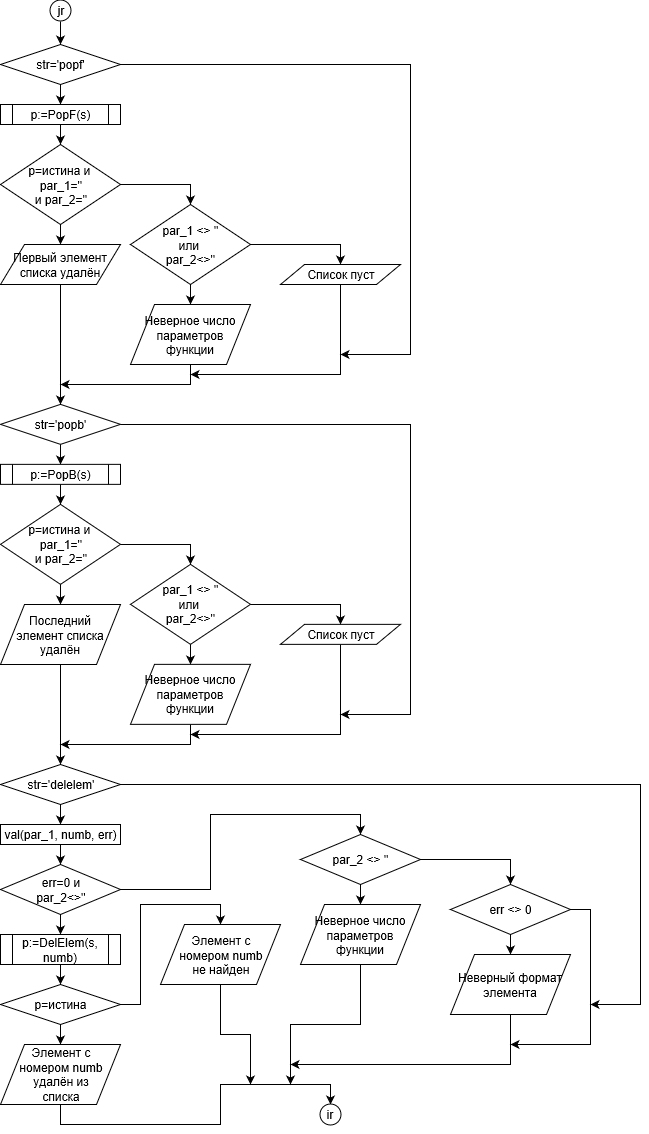 jr
str='popf'
p:=PopF(s)
p=истина и
par_1=''
и par_2=''
par_1 <> ''
или
par_2<>''
Первый элемент
списка удалён
Список пуст
Неверное число
параметров
функции
str='popb'
p:=PopB(s)
p=истина и
par_1=''
и par_2=''
par_1 <> ''
или
par_2<>''
Последний
элемент списка
удалён
Список пуст
Неверное число
параметров
функции
str='delelem'
val(par_1, numb, err)
err=0 и
par_2<>''
par_2 <> ''
err <> 0
p:=DelElem(s,
numb)
Элемент с
номером numb
не найден
Неверное число
параметров
функции
Неверный формат
элемента
p=истина
Элемент с
номером numb
удалён из
списка
ir